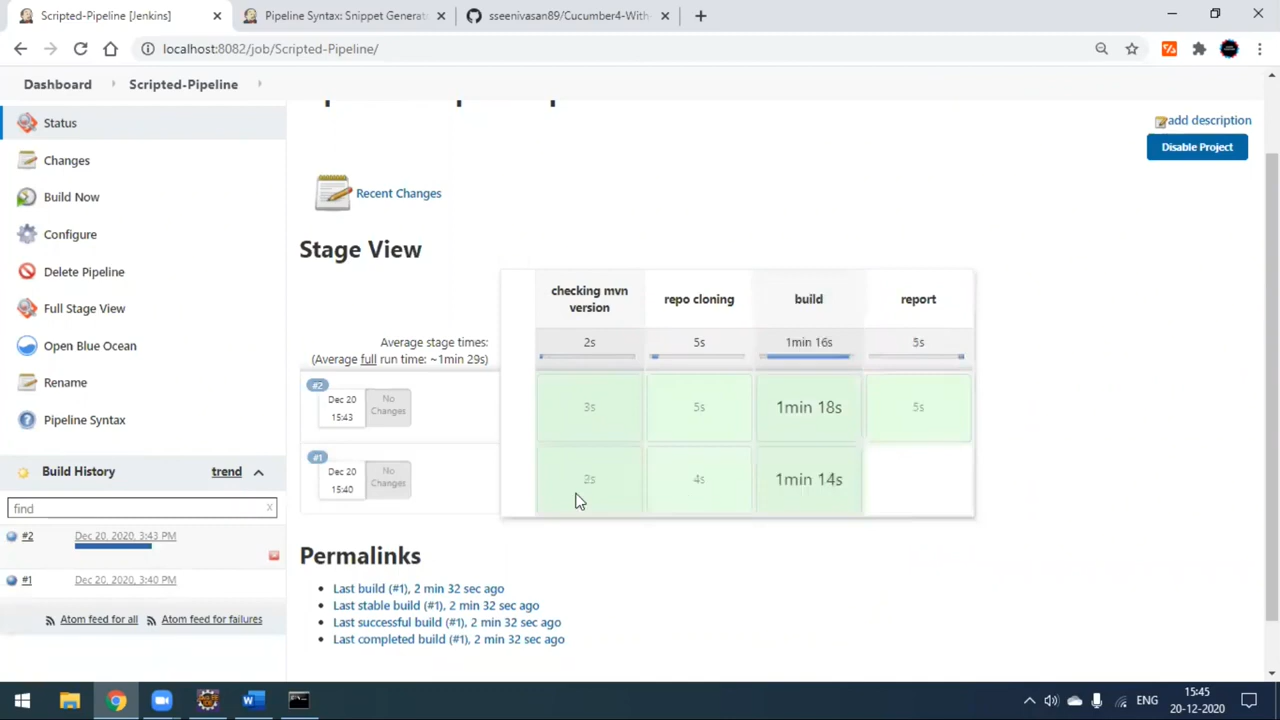 Scripted-Pipeline [Jenkins]
Pipeline Syntax: Snippet Generato
sseenivasan89/Cucumber4-With-
localhost:8082/job/Scripted-Pipeline/
Dashboard
Scripted-Pipeline
Status
Changes
Build Now
Configure
Delete Pipeline
Full Stage View
Open Blue Ocean
Rename
Pipeline Syntax
Build History
trend
find
x
#2
Dec 20, 2020, 3:43 PM
#1
Dec 20, 2020, 3:40 PM
Atom feed for all
Atom feed for failures
add description
Disable Project
Recent Changes
Stage View
checking mvn
version
repo cloning
build
report
Average stage times:
(Average full run time: ~1min 29s)
2s
5s
1min 16s
5s
#2
Dec 20
15:43
No
Changes
3s
5s
1min 18s
5s
#1
Dec 20
15:40
No
Changes
2s
4s
1min 14s
Permalinks
Last build (#1), 2 min 32 sec ago
Last stable build (#1), 2 min 32 sec ago
Last successful build (#1), 2 min 32 sec ago
Last completed build (#1), 2 min 32 sec ago
ENG
15:45
20-12-2020